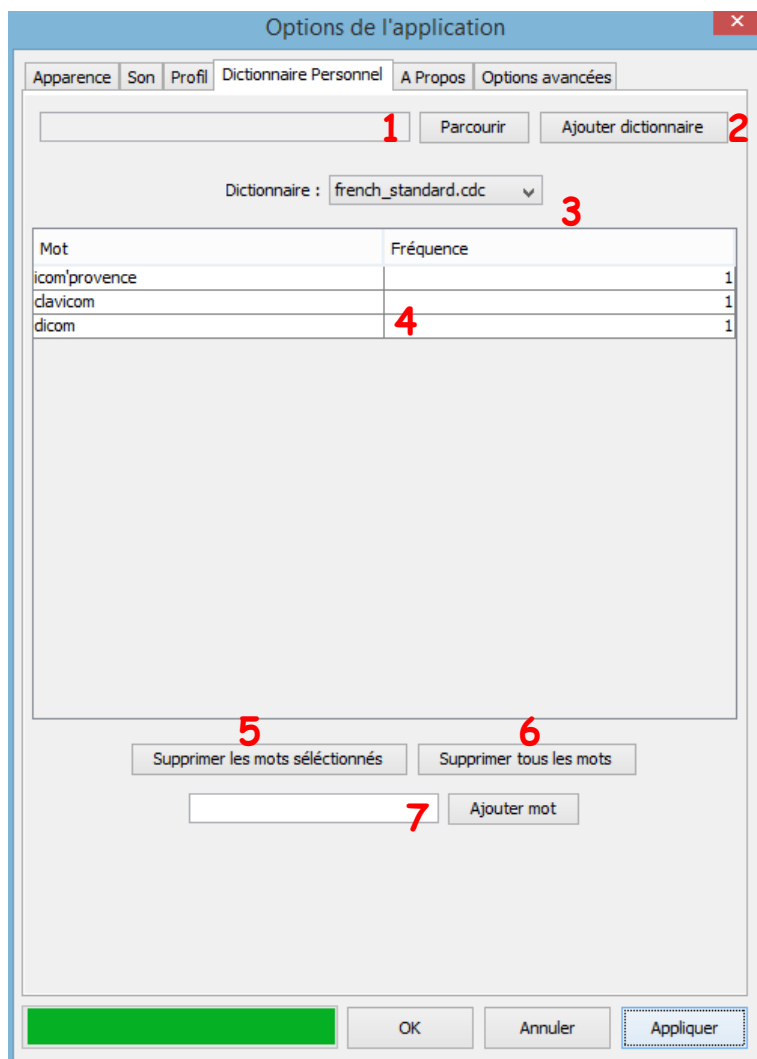 Options de l'application
Apparence Son Profil Dictionnaire Personnel A Propos Options avancées
1 Parcourir Ajouter dictionnaire 2
Dictionnaire : french_standard.cdc
3
Mot Fréquence
icom'provence 1
clavicom 1
dicom 4 1
5 6
Supprimer les mots séléctionnés Supprimer tous les mots
7 Ajouter mot
OK Annuler Appliquer